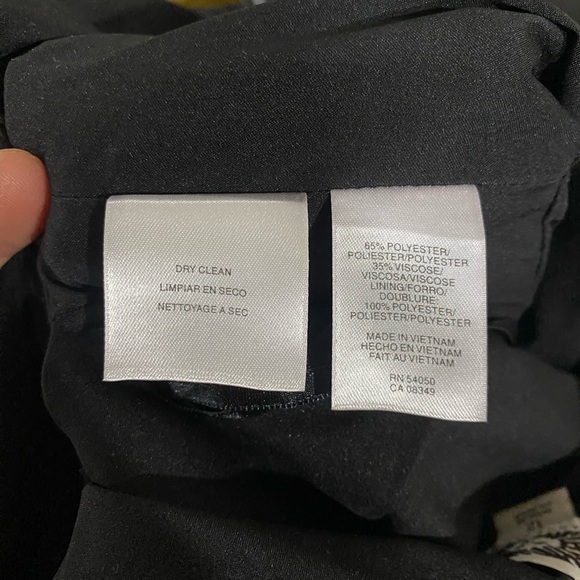 DRY CLEAN
LIMPIAR EN SECO
NETTOYAGE A SEC
65% POLYESTER/
POLIESTER/POLYESTER
35% VISCOSE/
VISCOSA/VISCOSE
LINING/FORRO/
DOUBLURE:
100% POLYESTER/
POLIESTER/POLYESTER
MADE IN VIETNAM
HECHO EN VIETNAM
FAIT AU VIETNAM
RN 54050
CA 08349